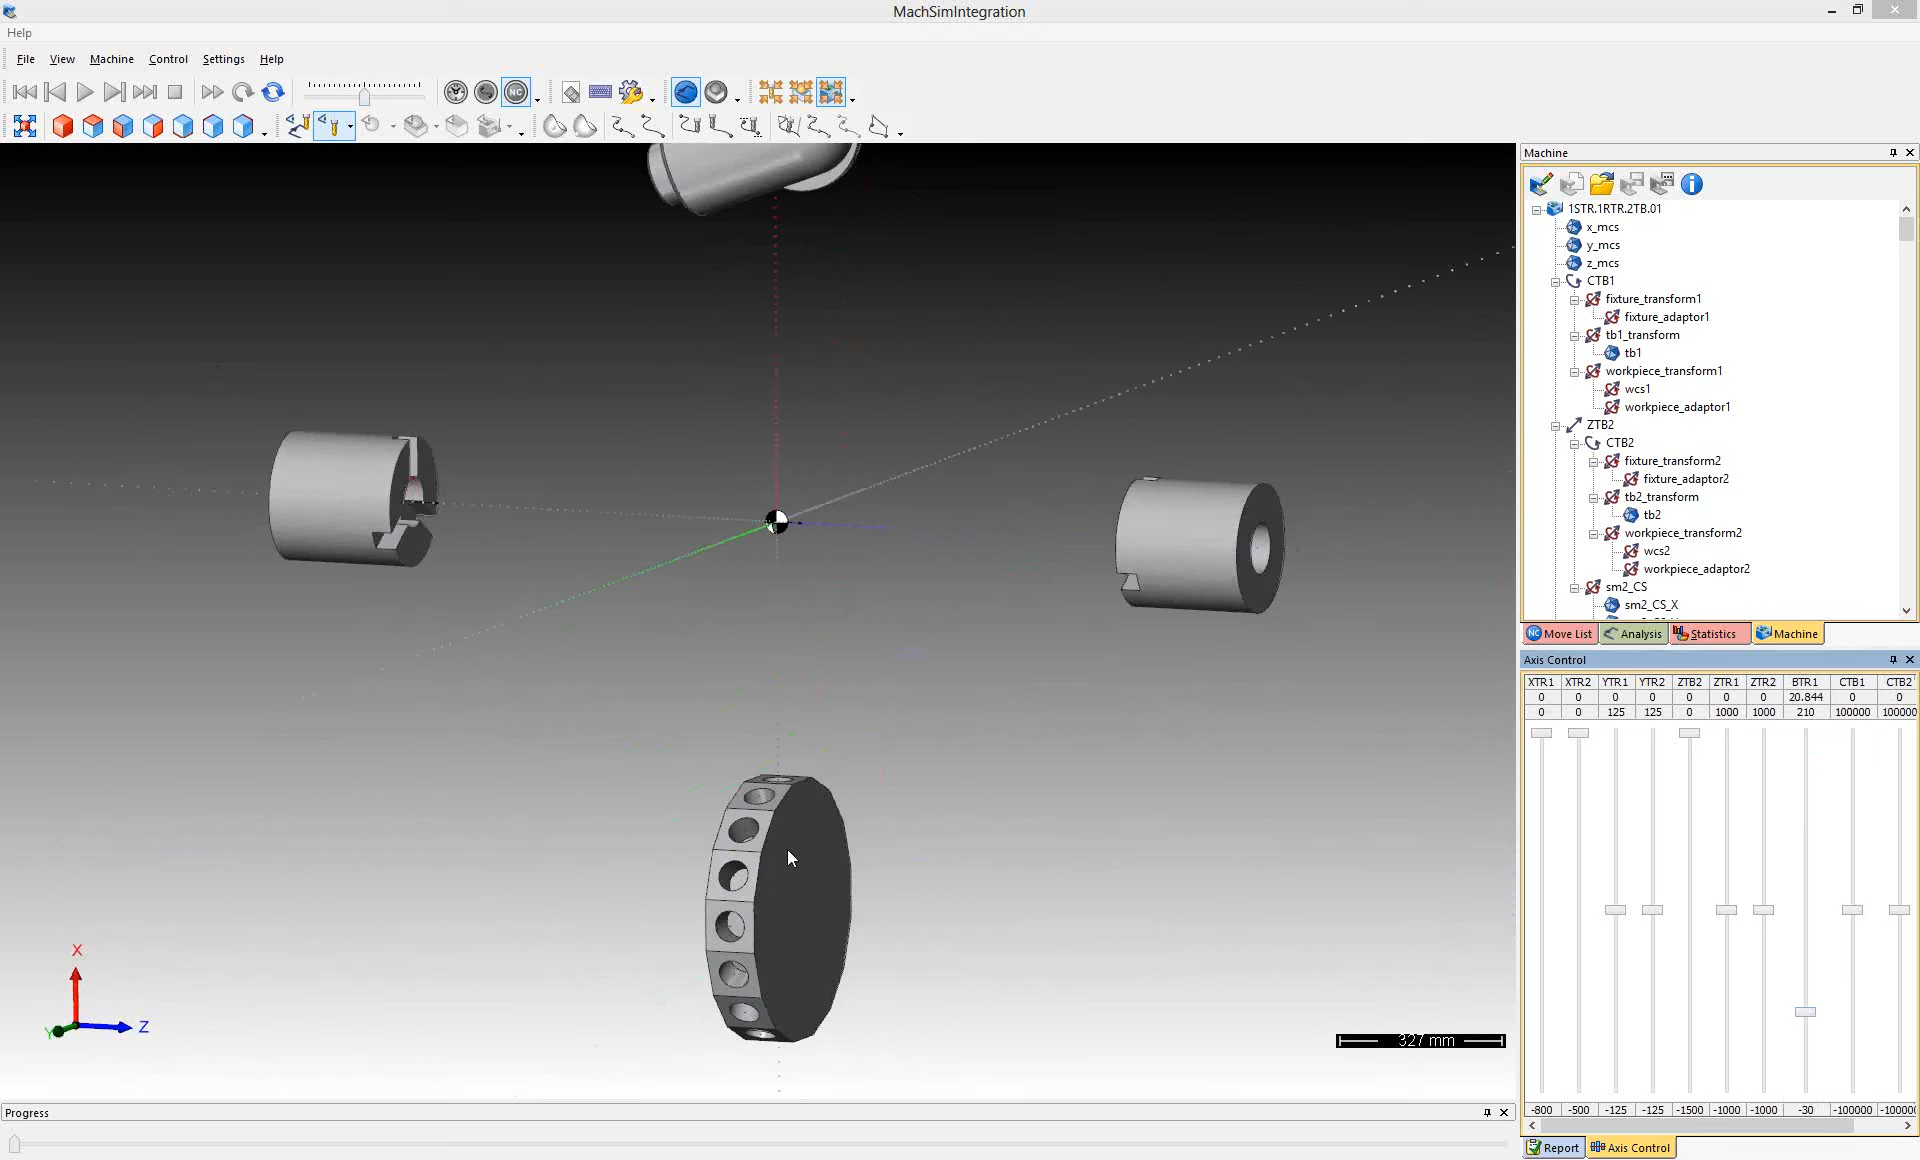 MachSimIntegration
Help
File View Machine Control Settings Help
NC
Machine
1STR.1RTR.2TB.01
x_mcs
y_mcs
z_mcs
CTB1
fixture_transform1
fixture_adaptor1
tb1_transform
tb1
workpiece_transform1
wcs1
workpiece_adaptor1
ZTB2
CTB2
fixture_transform2
fixture_adaptor2
tb2_transform
tb2
workpiece_transform2
wcs2
workpiece_adaptor2
sm2_CS
sm2_CS_X
NC Move List Analysis Statistics Machine
Axis Control
XTR1 XTR2 YTR1 YTR2 ZTB2 ZTR1 ZTR2 BTR1 CTB1 CTB2
0 0 0 0 0 0 0 20.844 0 0
0 0 125 125 0 1000 1000 210 100000 100000
-800 -500 -125 -125 -1500 -1000 -1000 -30 -100000 -100000
Report Axis Control
X
Y
Z
327 mm
Progress